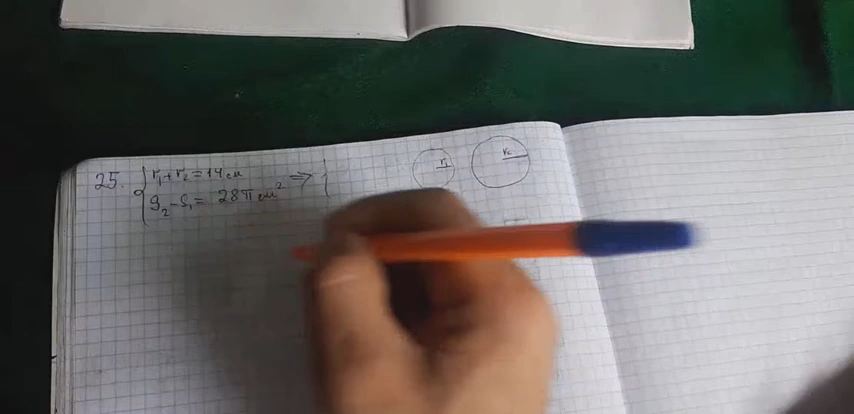 25. { r₁ + r₂ = 14 см ⇒ {
S₂ - S₁ = 28π см²
r₁
r₂